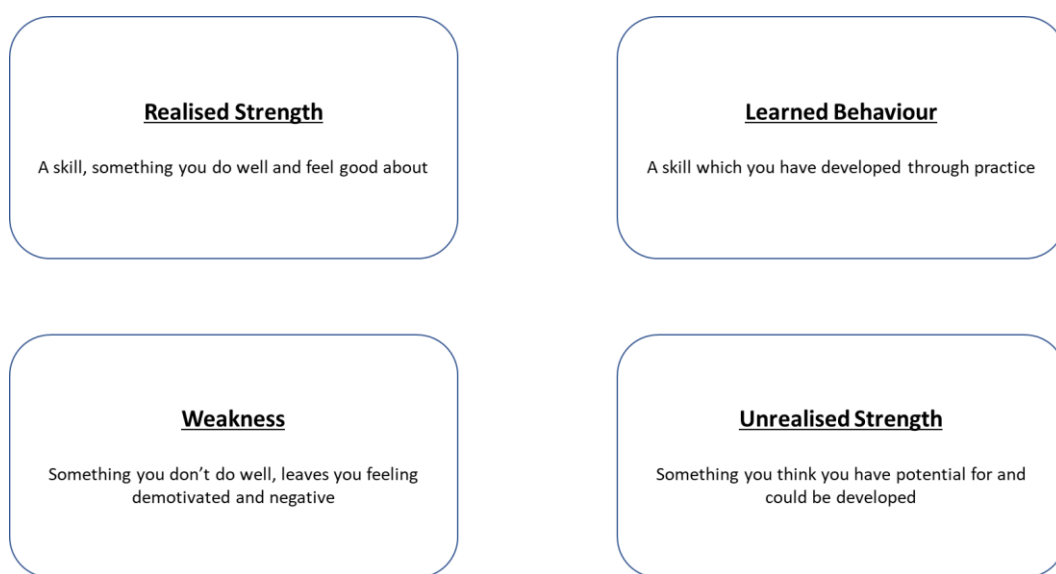 Realised Strength
A skill, something you do well and feel good about
Learned Behaviour
A skill which you have developed through practice
Weakness
Something you don’t do well, leaves you feeling
demotivated and negative
Unrealised Strength
Something you think you have potential for and
could be developed